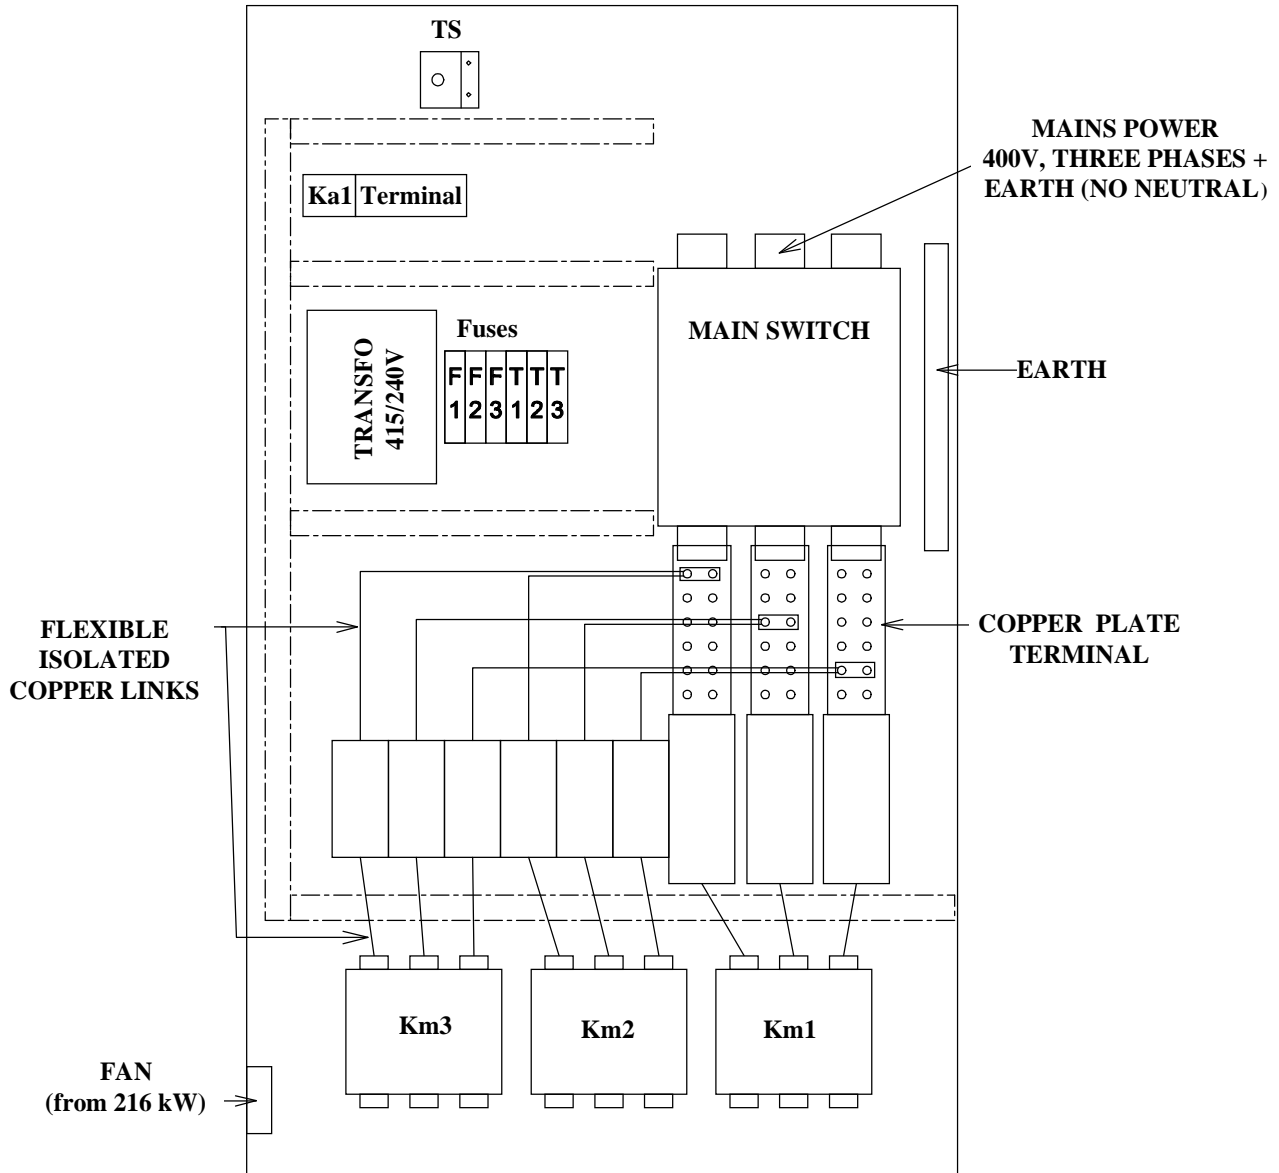 TS
MAINS POWER
400V, THREE PHASES +
EARTH (NO NEUTRAL)
Ka1 Terminal
MAIN SWITCH
Fuses
TRANSFO
415/240V
F F F T T T
1 2 3 1 2 3
EARTH
FLEXIBLE
ISOLATED
COPPER LINKS
COPPER PLATE
TERMINAL
Km3
Km2
Km1
FAN
(from 216 kW)